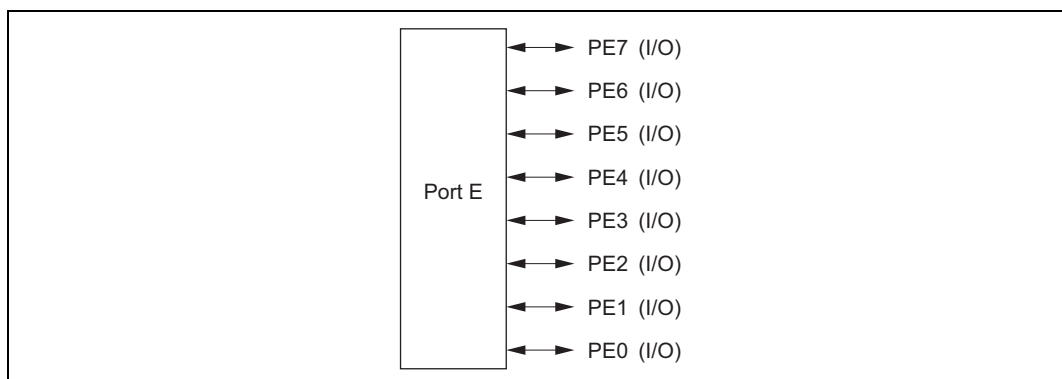 PE7 (I/O)
PE6 (I/O)
PE5 (I/O)
PE4 (I/O)
Port E
PE3 (I/O)
PE2 (I/O)
PE1 (I/O)
PE0 (I/O)